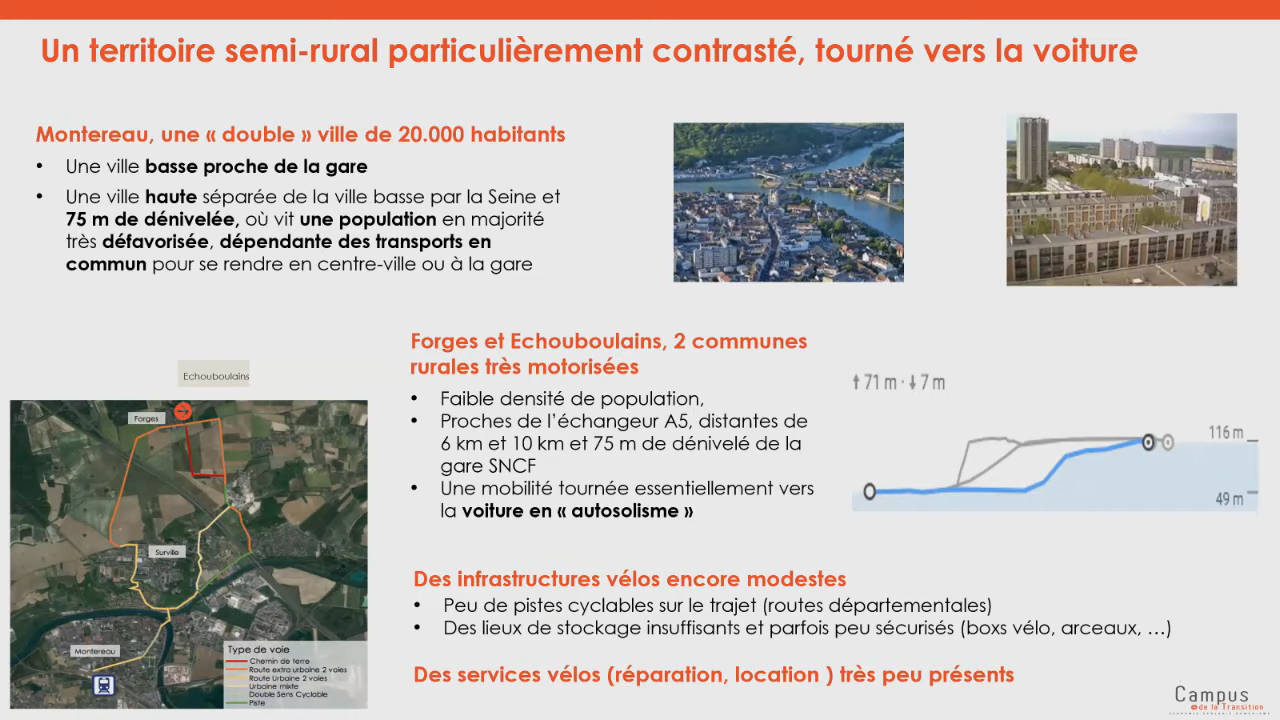 Un territoire semi-rural particulièrement contrasté, tourné vers la voiture
Montereau, une « double » ville de 20.000 habitants
• Une ville basse proche de la gare
• Une ville haute séparée de la ville basse par la Seine et
75 m de dénivelée, où vit une population en majorité
très défavorisée, dépendante des transports en
commun pour se rendre en centre-ville ou à la gare
Forges et Echouboulains, 2 communes
rurales très motorisées
• Faible densité de population,
• Proches de l'échangeur A5, distantes de
6 km et 10 km et 75 m de dénivelé de la
gare SNCF
• Une mobilité tournée essentiellement vers
la voiture en « autosolisme »
71 m · 7 m
116 m
49 m
Echouboulains
Forges
Surville
Montereau
Type de voie
Chemin de terre
Route extra urbaine 2 voies
Route Urbaine 2 voies
Urbaine mixte
Double Sens Cyclable
Piste
Des infrastructures vélos encore modestes
• Peu de pistes cyclables sur le trajet (routes départementales)
• Des lieux de stockage insuffisants et parfois peu sécurisés (boxs vélo, arceaux, …)
Des services vélos (réparation, location ) très peu présents
Campus
de la Transition